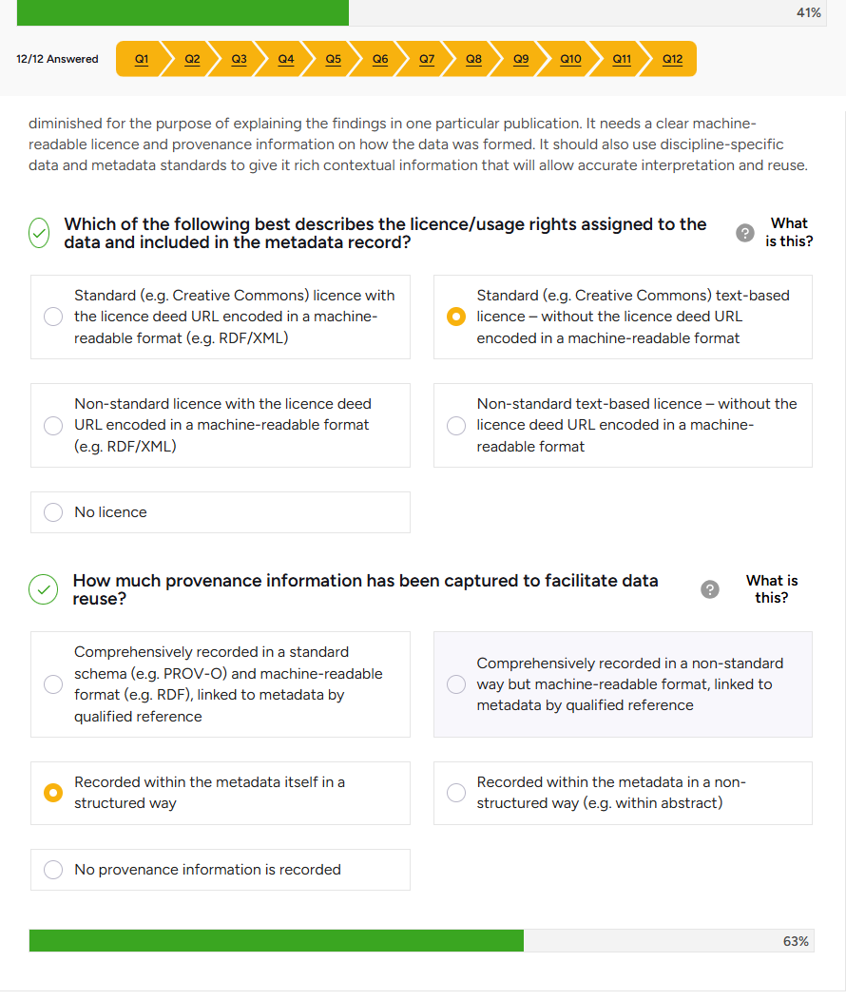 41%
12/12 Answered
Q1
Q2
Q3
Q4
Q5
Q6
Q7
Q8
Q9
Q10
Q11
Q12
diminished for the purpose of explaining the findings in one particular publication. It needs a clear machine-
readable licence and provenance information on how the data was formed. It should also use discipline-specific
data and metadata standards to give it rich contextual information that will allow accurate interpretation and reuse.
Which of the following best describes the licence/usage rights assigned to the
data and included in the metadata record?
?
What
is this?
Standard (e.g. Creative Commons) licence with
the licence deed URL encoded in a machine-
readable format (e.g. RDF/XML)
Standard (e.g. Creative Commons) text-based
licence – without the licence deed URL
encoded in a machine-readable format
Non-standard licence with the licence deed
URL encoded in a machine-readable format
(e.g. RDF/XML)
Non-standard text-based licence – without the
licence deed URL encoded in a machine-
readable format
No licence
How much provenance information has been captured to facilitate data
reuse?
?
What is
this?
Comprehensively recorded in a standard
schema (e.g. PROV-O) and machine-readable
format (e.g. RDF), linked to metadata by
qualified reference
Comprehensively recorded in a non-standard
way but machine-readable format, linked to
metadata by qualified reference
Recorded within the metadata itself in a
structured way
Recorded within the metadata in a non-
structured way (e.g. within abstract)
No provenance information is recorded
63%